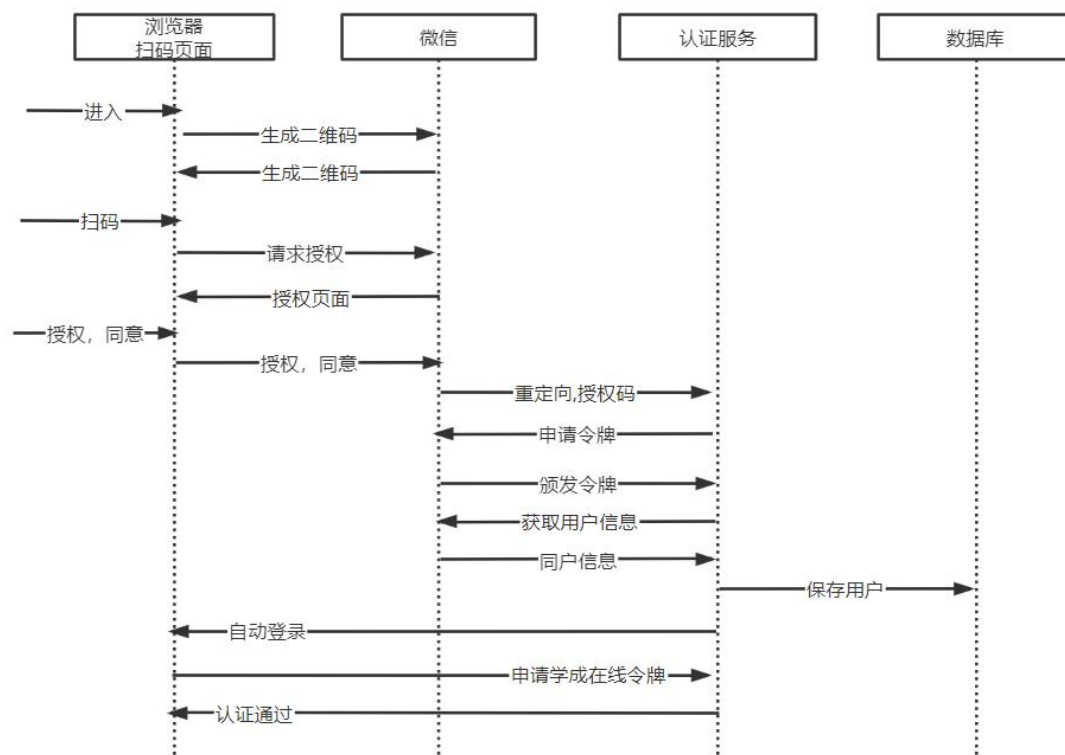 浏览器
扫码页面
微信
认证服务
数据库
进入
生成二维码
生成二维码
扫码
请求授权
授权页面
授权，同意
授权，同意
重定向,授权码
申请令牌
颁发令牌
获取用户信息
同户信息
保存用户
自动登录
申请学成在线令牌
认证通过